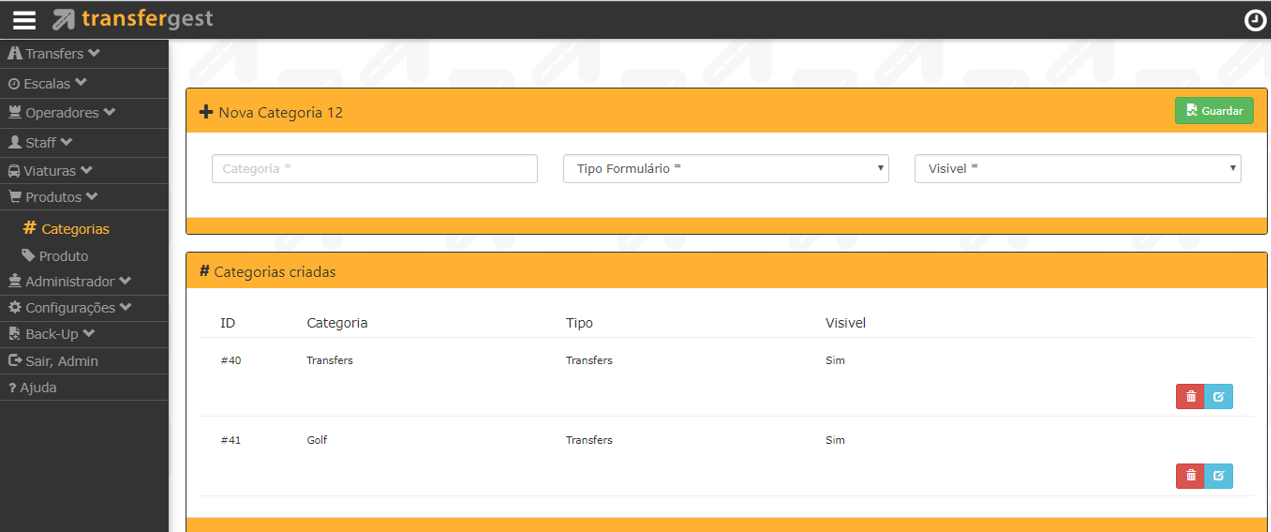 transfergest
Transfers
Escalas
Operadores
Staff
Viaturas
Produtos
# Categorias
Produto
Administrador
Configurações
Back-Up
Sair, Admin
? Ajuda
Nova Categoria 12
Guardar
Categoria * Tipo Formulário * Visivel *
# Categorias criadas
ID Categoria Tipo Visivel
#40 Transfers Transfers Sim
#41 Golf Transfers Sim